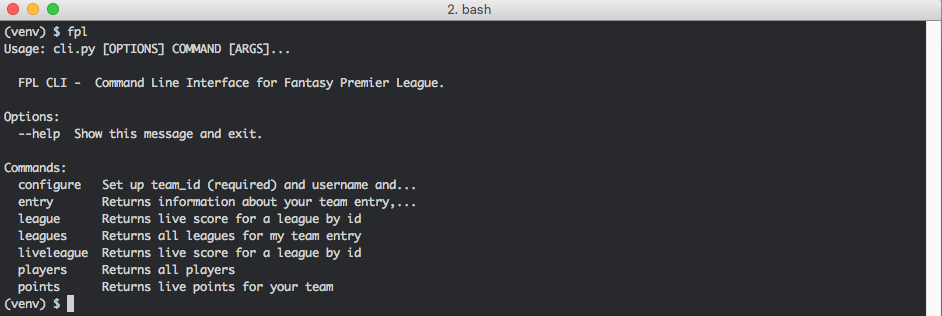 2. bash
(venv) $ fpl
Usage: cli.py [OPTIONS] COMMAND [ARGS]...
FPL CLI -  Command Line Interface for Fantasy Premier League.
Options:
--help  Show this message and exit.
Commands:
configure   Set up team_id (required) and username and...
entry       Returns information about your team entry,...
league      Returns live score for a league by id
leagues     Returns all leagues for my team entry
liveleague  Returns live score for a league by id
players     Returns all players
points      Returns live points for your team
(venv) $